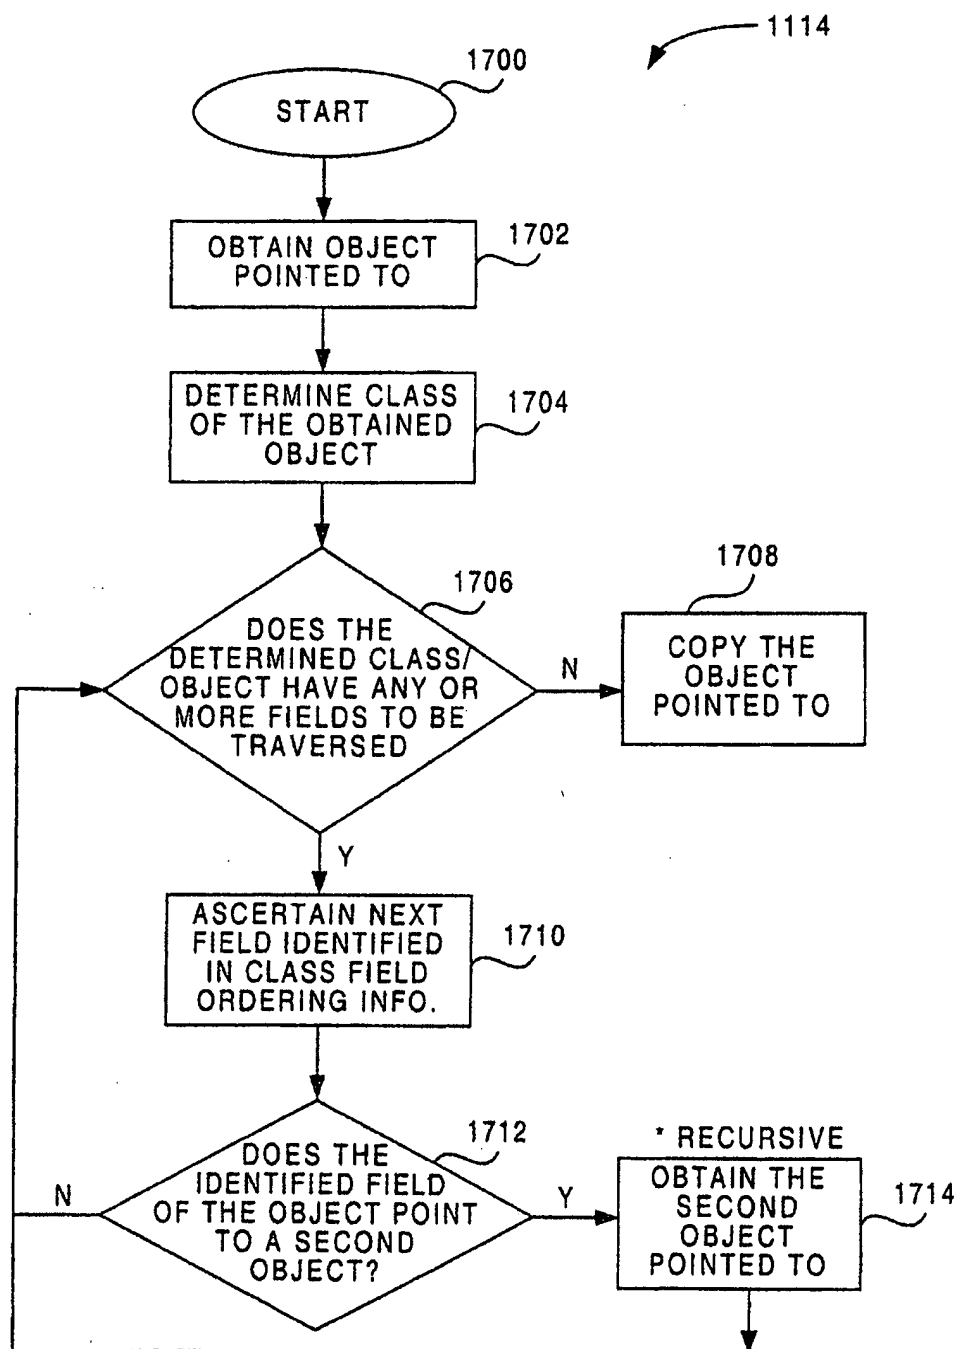 1114
1700
START
1702
OBTAIN OBJECT
POINTED TO
1704
DETERMINE CLASS
OF THE OBTAINED
OBJECT
1706
DOES THE
DETERMINED CLASS/
OBJECT HAVE ANY OR
MORE FIELDS TO BE
TRAVERSED
N
1708
COPY THE
OBJECT
POINTED TO
Y
ASCERTAIN NEXT
FIELD IDENTIFIED
IN CLASS FIELD
ORDERING INFO.
1710
1712
DOES THE
IDENTIFIED FIELD
OF THE OBJECT POINT
TO A SECOND
OBJECT?
N
Y
* RECURSIVE
OBTAIN THE
SECOND
OBJECT
POINTED TO
1714